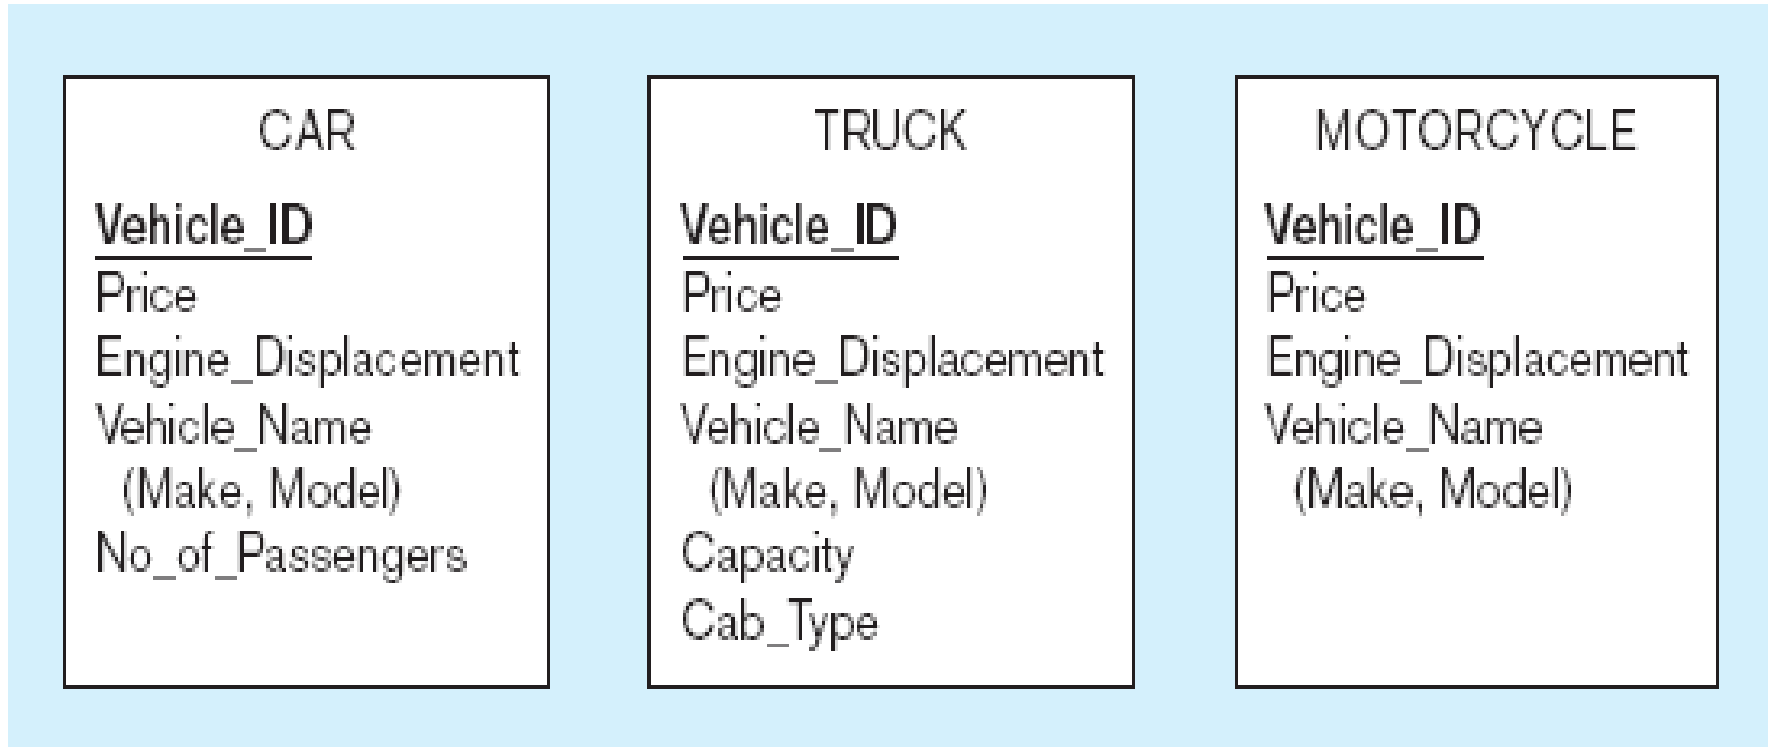 CAR
Vehicle_ID
Price
Engine_Displacement
Vehicle_Name
(Make, Model)
No_of_Passengers
TRUCK
Vehicle_ID
Price
Engine_Displacement
Vehicle_Name
(Make, Model)
Capacity
Cab_Type
MOTORCYCLE
Vehicle_ID
Price
Engine_Displacement
Vehicle_Name
(Make, Model)